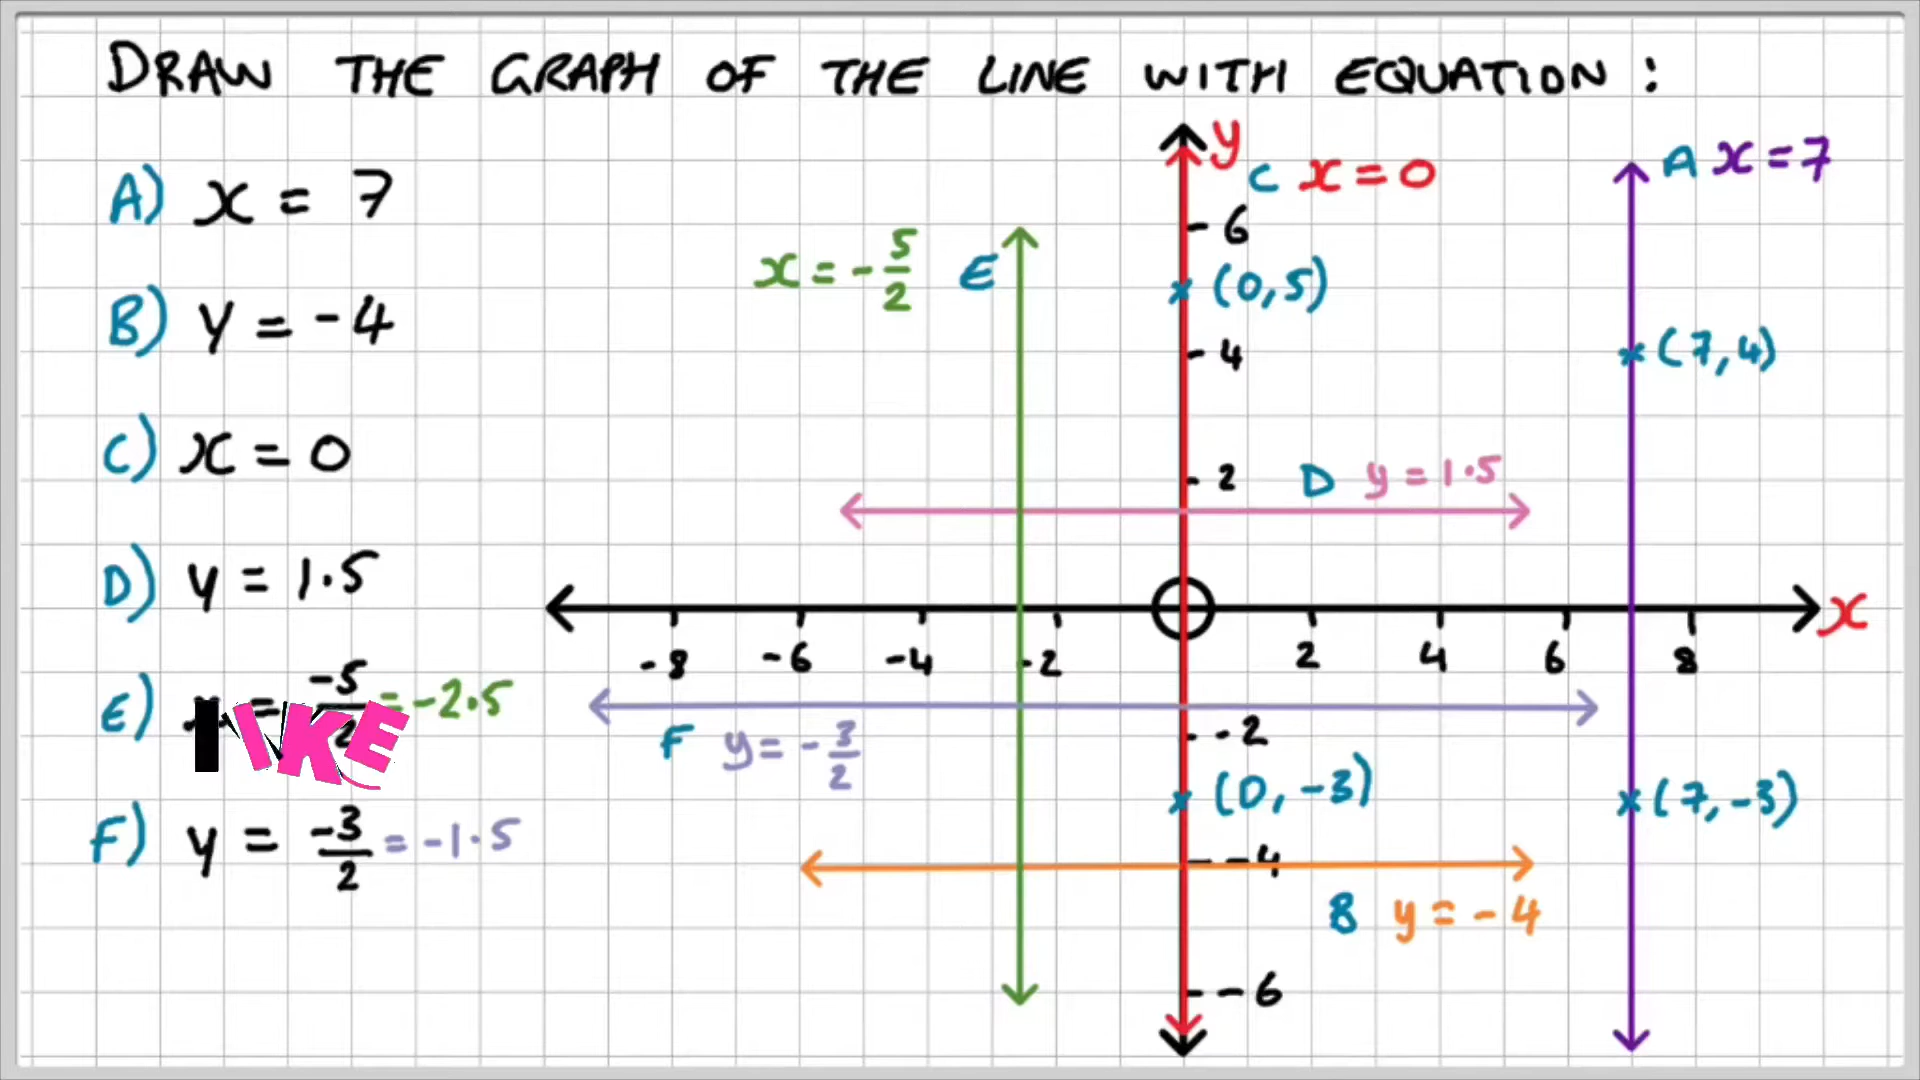 DRAW THE GRAPH OF THE LINE WITH EQUATION :
A) x = 7
B) y = -4
C) x = 0
D) y = 1.5
E) = -5/2 = -2.5
IKE
F) y = -3/2 = -1.5
y
C x = 0
A x = 7
x = -5/2 E
- 6
(0,5)
- 4
(7,4)
- 2
D y = 1.5
x
-8 -6 -4 -2 2 4 6 8
F y = -3/2
- -2
(0, -3)
(7, -3)
- -4
B y = -4
- -6